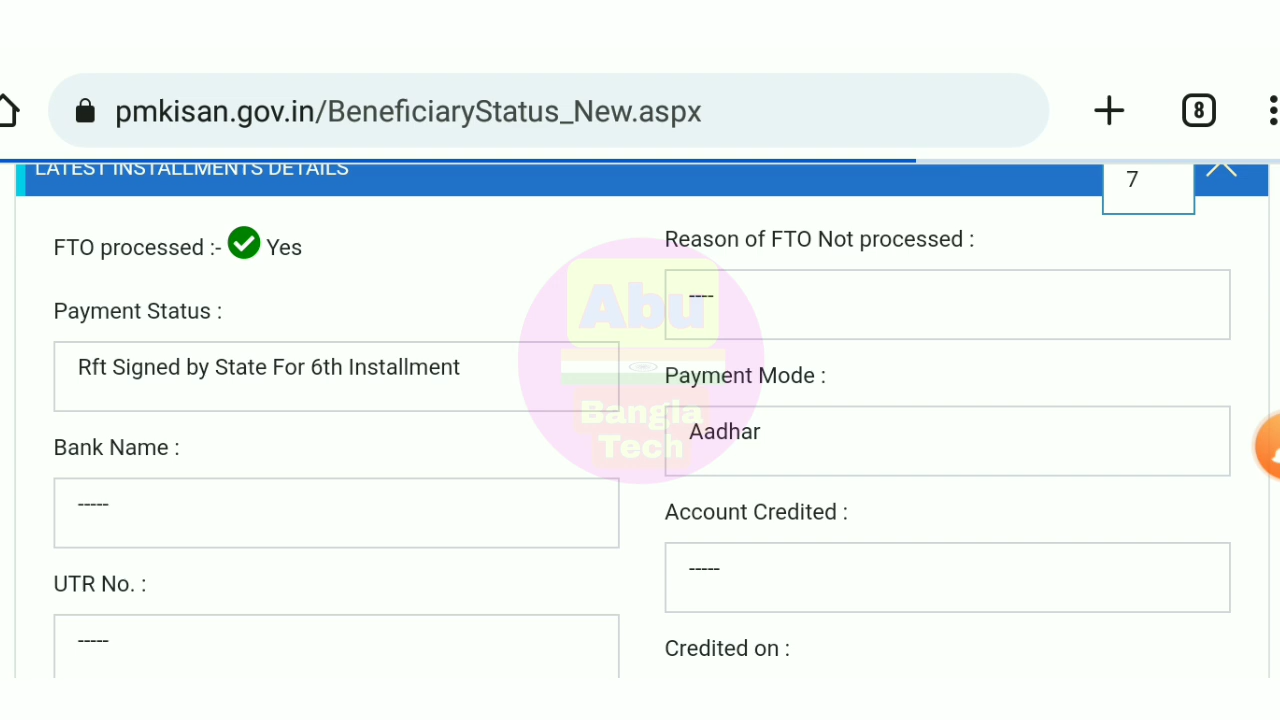 pmkisan.gov.in/BeneficiaryStatus_New.aspx
8
LATEST INSTALLMENTS DETAILS
7
FTO processed :- Yes
Reason of FTO Not processed :
----
Payment Status :
Rft Signed by State For 6th Installment
Payment Mode :
Aadhar
Bank Name :
-----
Account Credited :
-----
UTR No. :
-----
Credited on :
Abu
Bangla
Tech